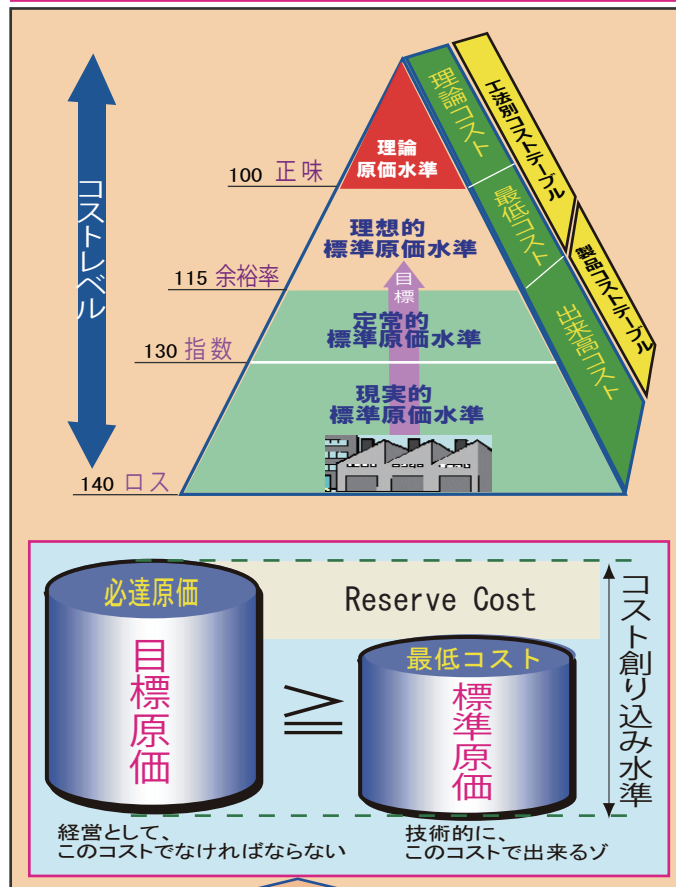 コストレベル
100 正味
115 余裕率
130 指数
140 ロス
理論
原価水準
理想的
標準原価水準
目標
定常的
標準原価水準
現実的
標準原価水準
理論コスト
最低コスト
出来高コスト
工法別コストテーブル
製品コストテーブル
必達原価
目標原価
Reserve Cost
≧
最低コスト
標準原価
コスト創り込み水準
経営として、
このコストでなければならない
技術的に、
このコストで出来るゾ